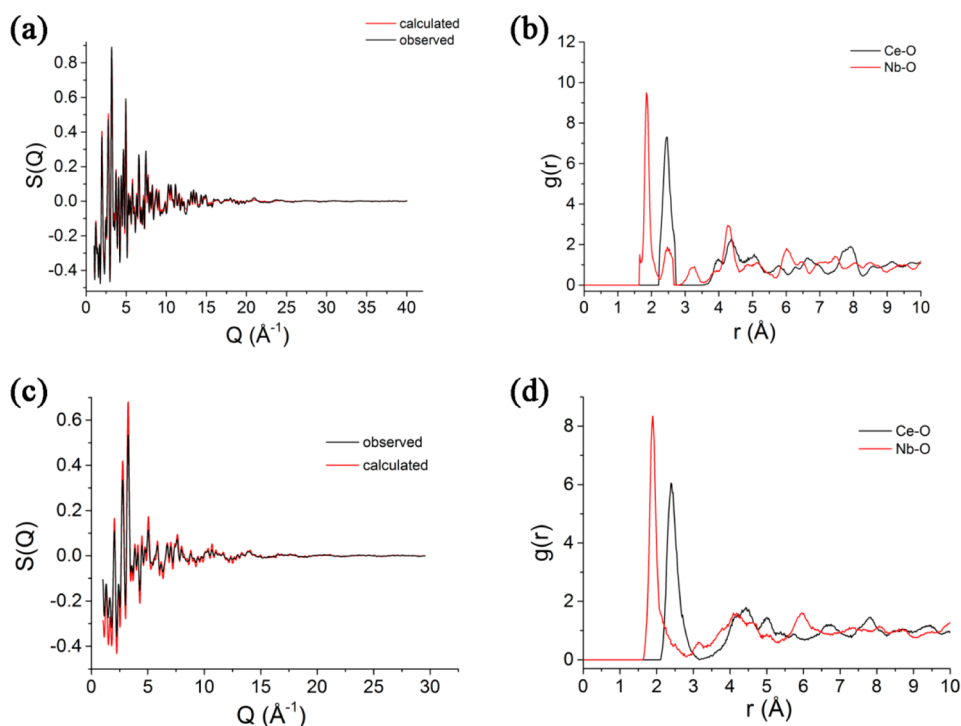 (a)
calculated
observed
0.8
0.6
0.4
0.2
0.0
-0.2
-0.4
S(Q)
0 5 10 15 20 25 30 35 40
Q (Å⁻¹)
(b)
Ce-O
Nb-O
12
10
8
6
4
2
0
g(r)
0 1 2 3 4 5 6 7 8 9 10
r (Å)
(c)
observed
calculated
0.6
0.4
0.2
0.0
-0.2
-0.4
S(Q)
0 5 10 15 20 25 30
Q (Å⁻¹)
(d)
Ce-O
Nb-O
8
6
4
2
0
g(r)
0 1 2 3 4 5 6 7 8 9 10
r (Å)